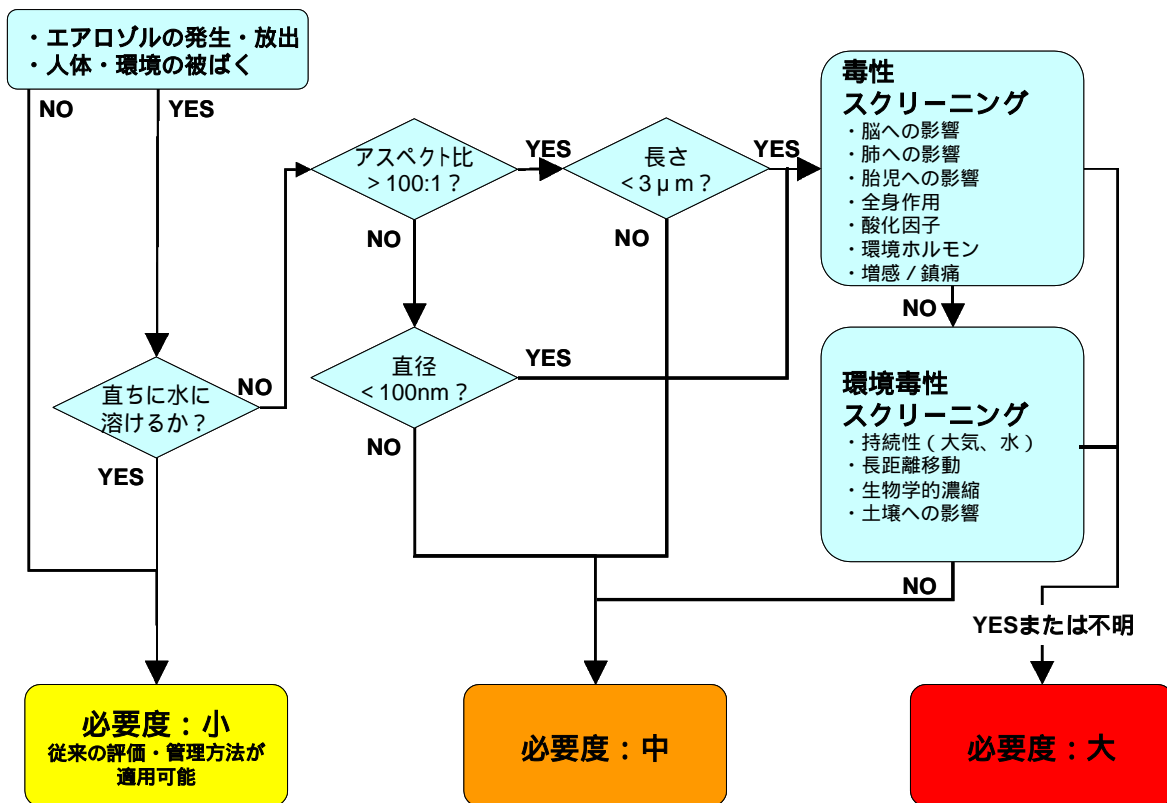 ・エアロゾルの発生・放出
・人体・環境の被ばく
NO
YES
直ちに水に
溶けるか？
NO
YES
アスペクト比
＞100:1？
YES
NO
長さ
＜3μm？
YES
NO
直径
＜100nm？
YES
NO
毒性
スクリーニング
・脳への影響
・肺への影響
・胎児への影響
・全身作用
・酸化因子
・環境ホルモン
・増感／鎮痛
NO
環境毒性
スクリーニング
・持続性（大気、水）
・長距離移動
・生物学的濃縮
・土壌への影響
NO
YESまたは不明
必要度：小
従来の評価・管理方法が
適用可能
必要度：中
必要度：大